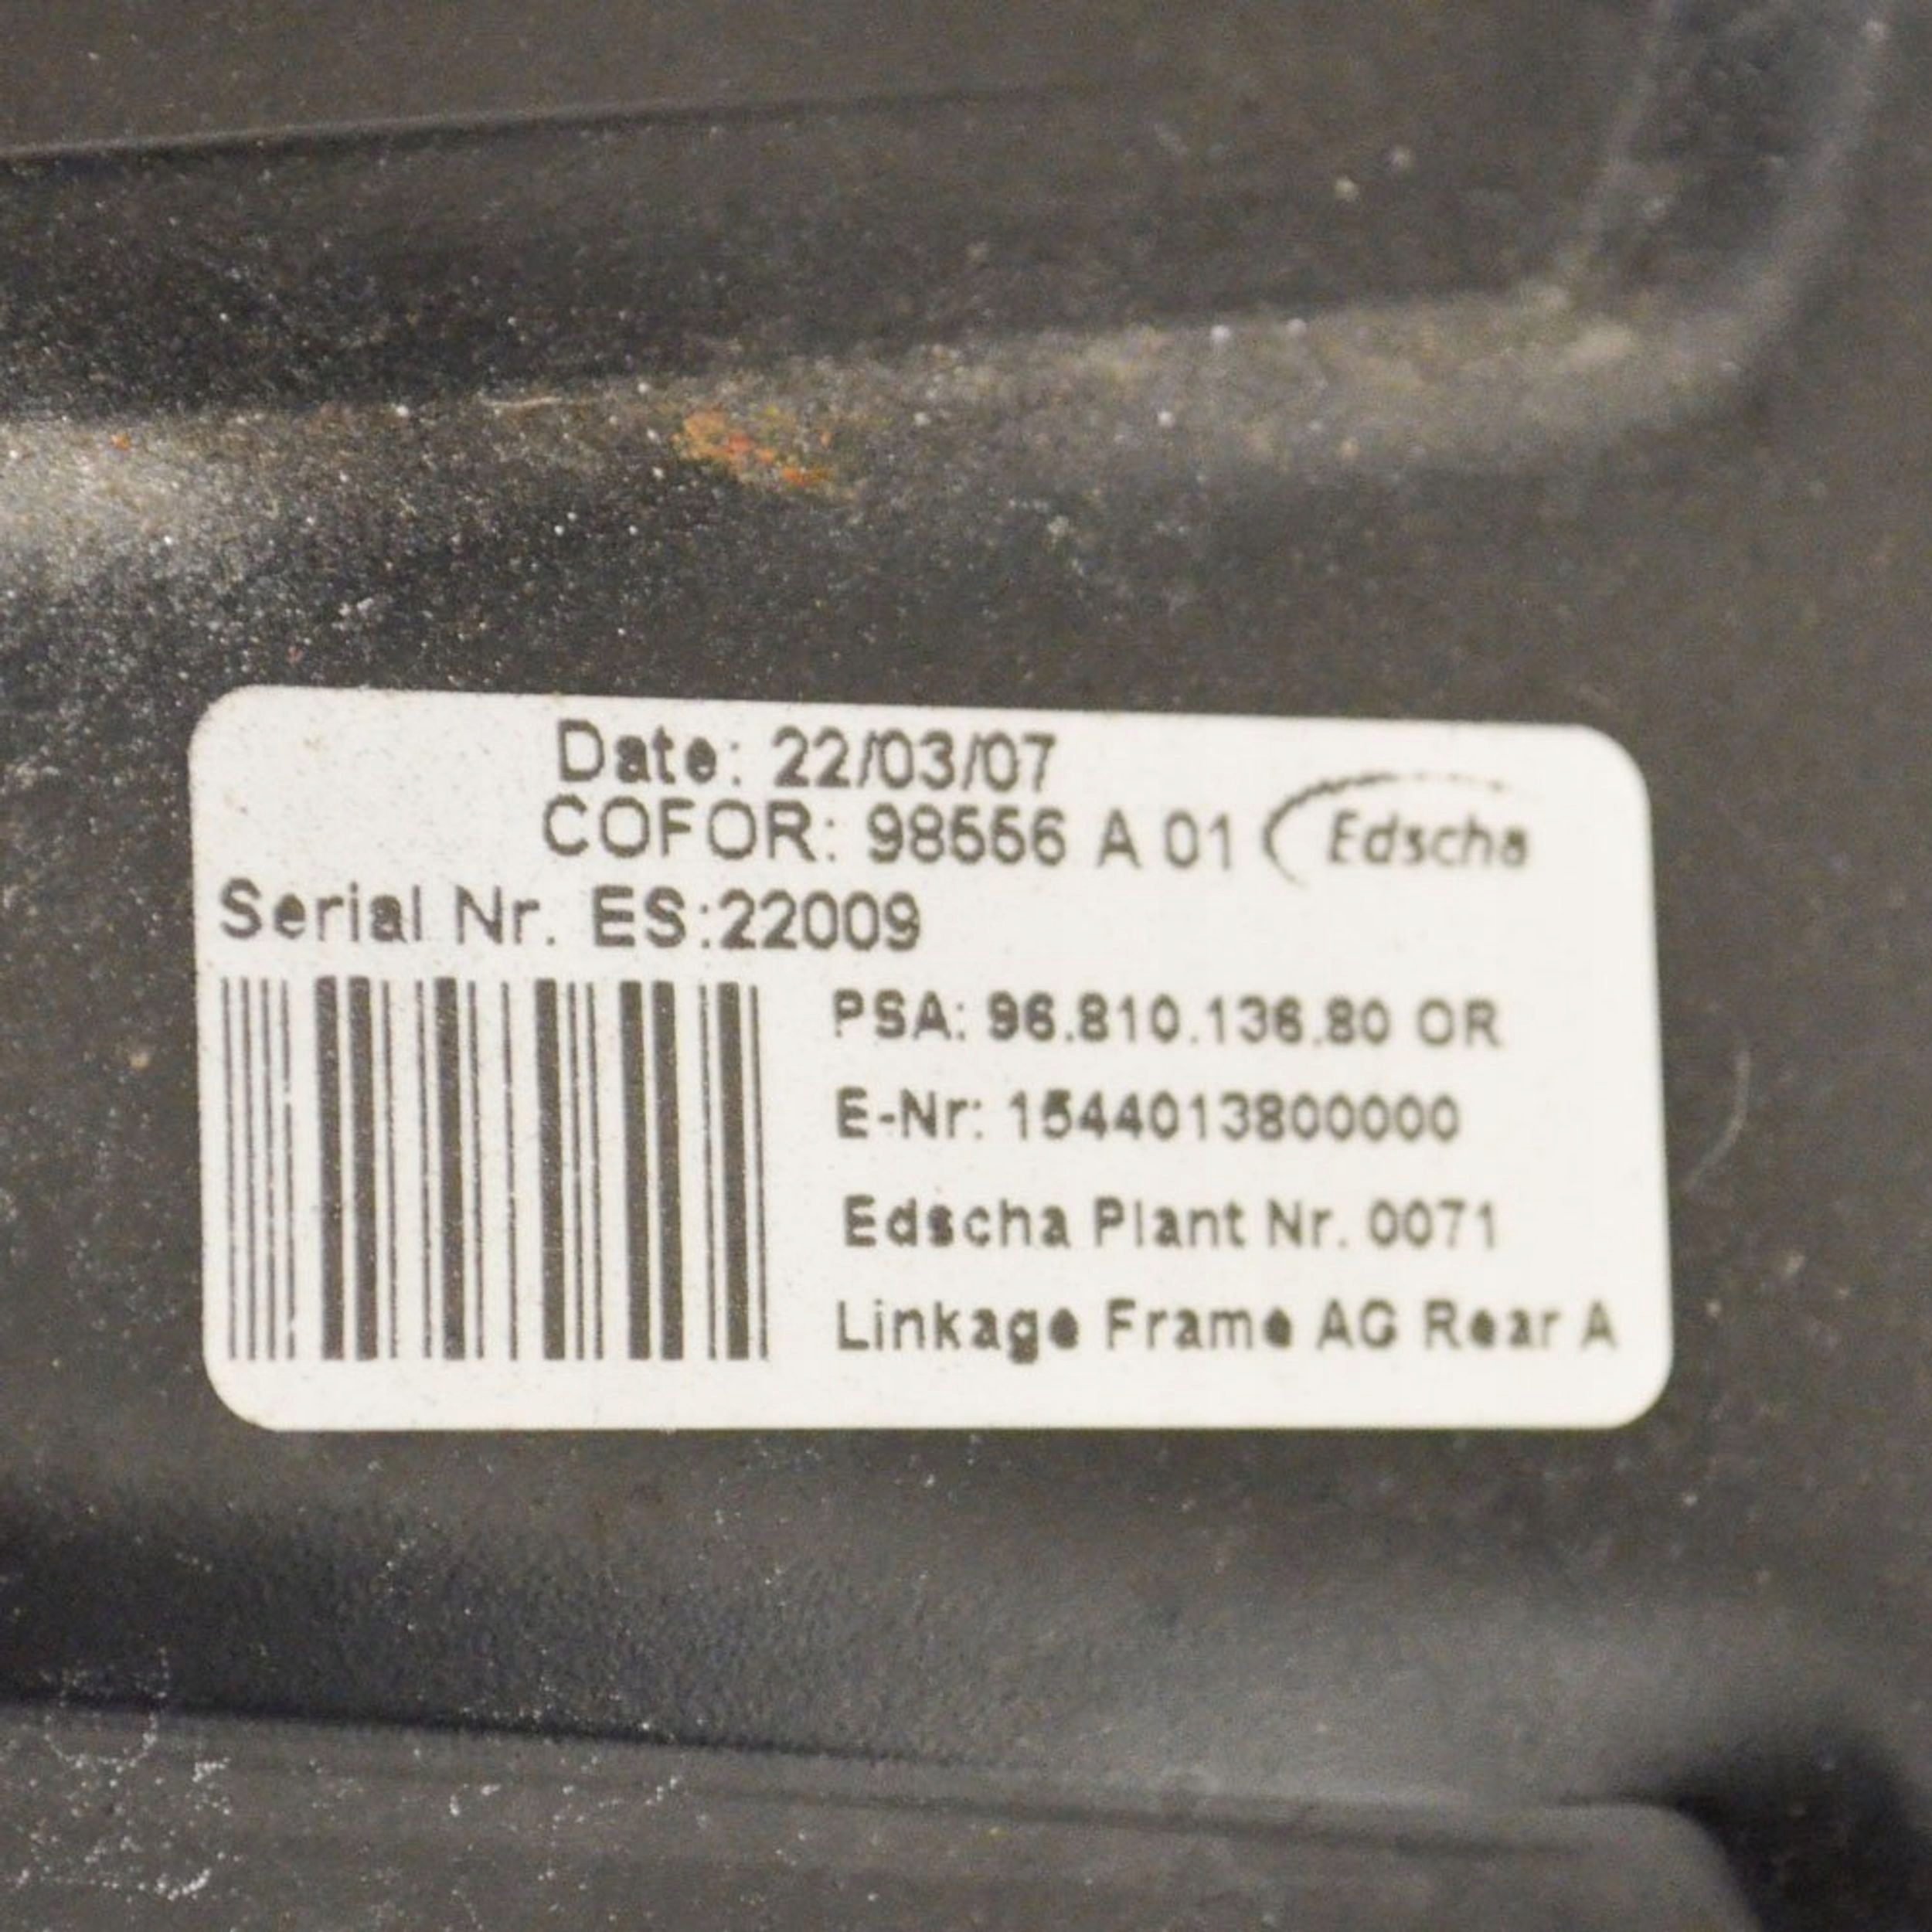 Date: 22/03/07
COFOR: 98556 A 01 Edscha
Serial Nr. ES:22009
PSA: 96.810.136.80 OR
E-Nr: 1544013800000
Edscha Plant Nr. 0071
Linkage Frame AG Rear A